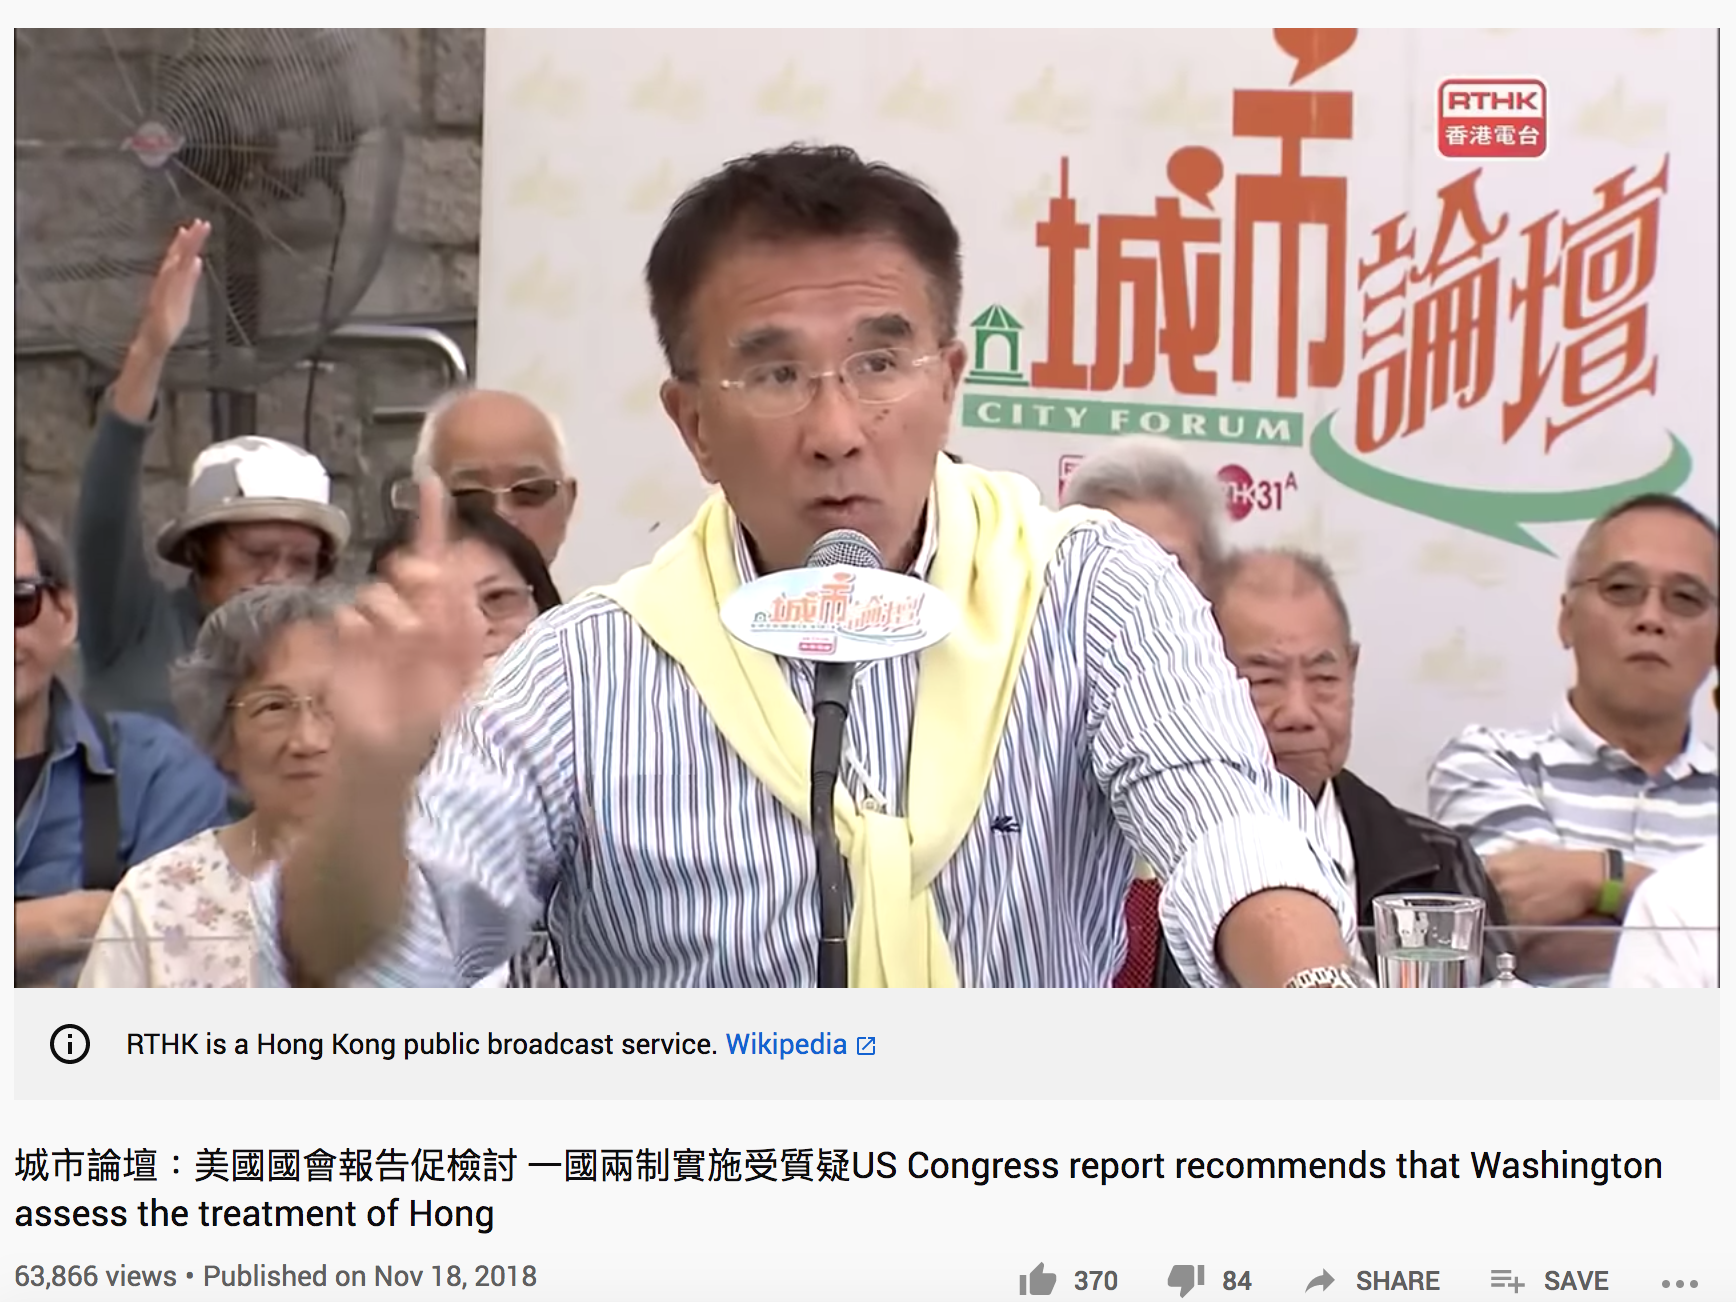 RTHK
香港電台
城市論壇
CITY FORUM
31A
城市論壇
RTHK is a Hong Kong public broadcast service. Wikipedia
城市論壇：美國國會報告促檢討 一國兩制實施受質疑US Congress report recommends that Washington
assess the treatment of Hong
63,866 views • Published on Nov 18, 2018
370 84 SHARE SAVE